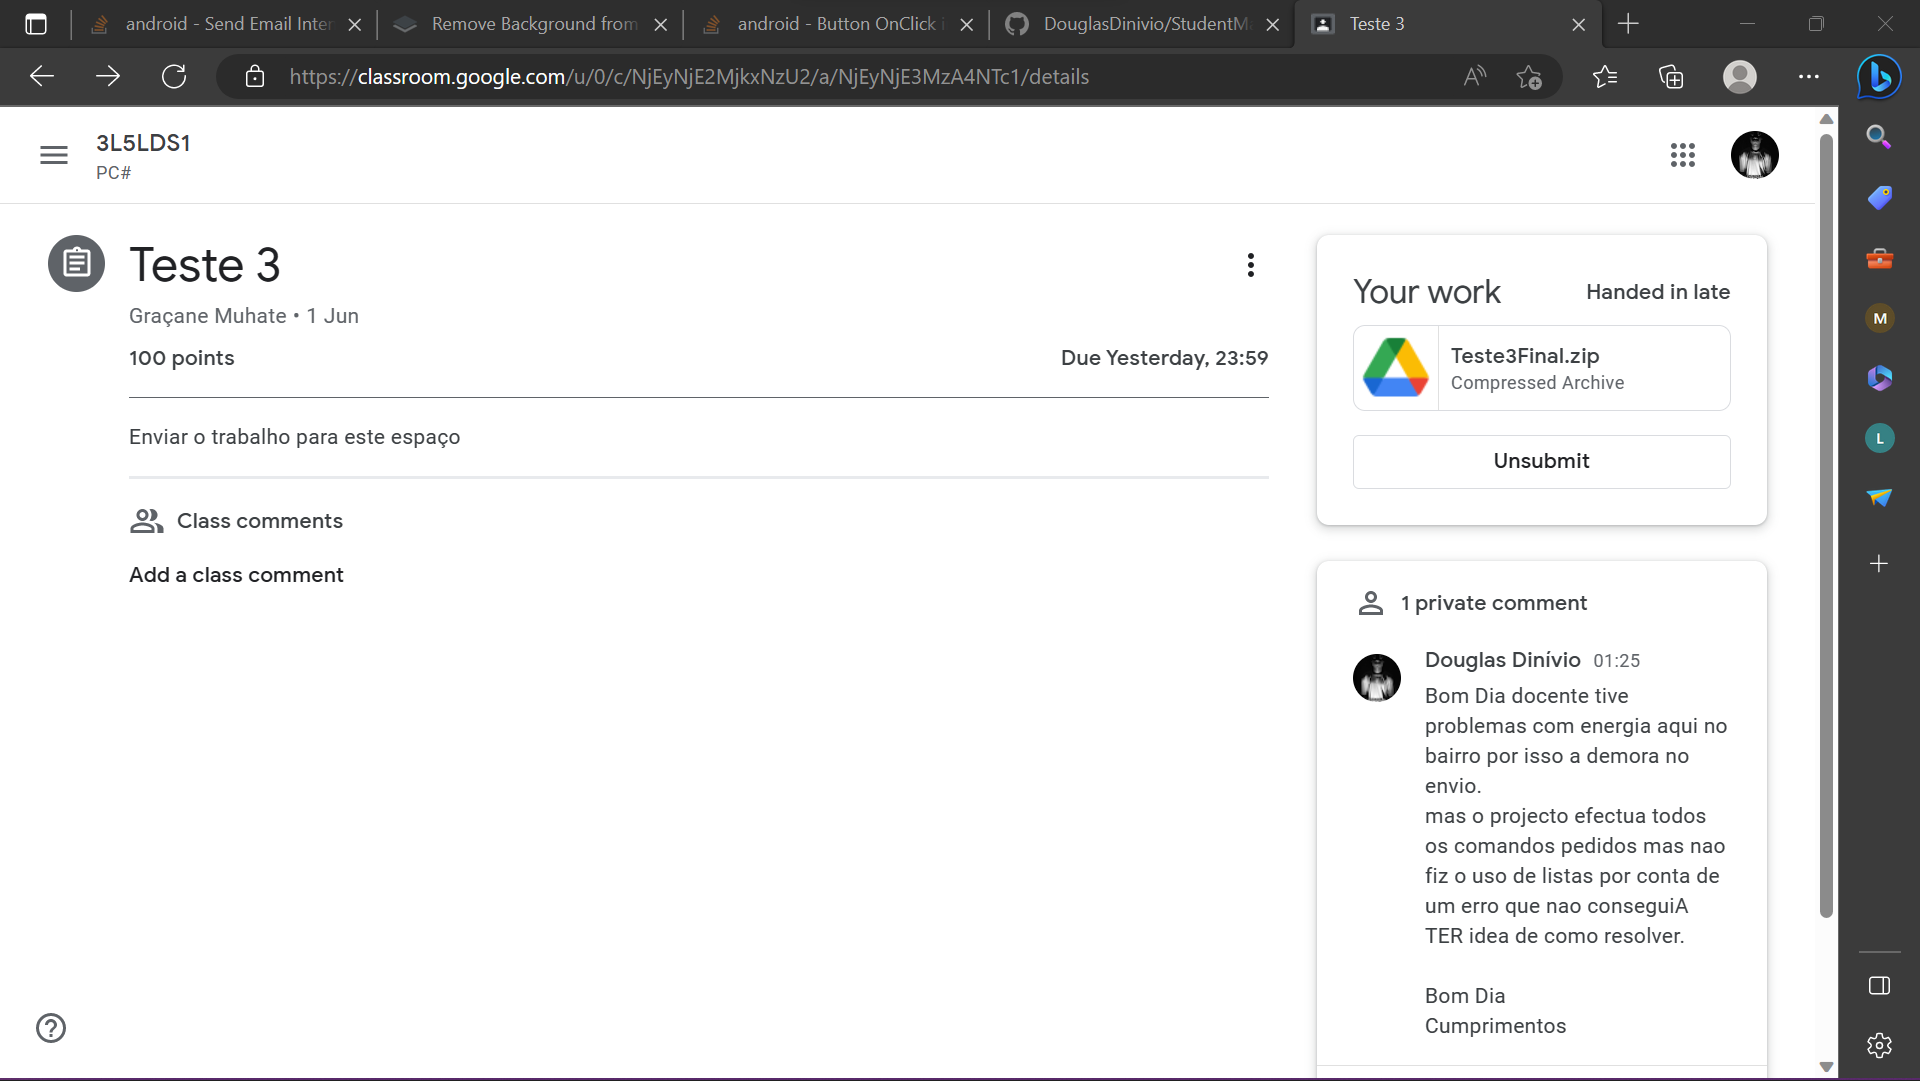 android - Send Email Inter
Remove Background from
android - Button OnClick i
DouglasDinivio/StudentMa
Teste 3
https://classroom.google.com/u/0/c/NjEyNjE2MjkxNzU2/a/NjEyNjE3MzA4NTc1/details
3L5LDS1
PC#
Teste 3
Graçane Muhate • 1 Jun
100 points
Due Yesterday, 23:59
Enviar o trabalho para este espaço
Class comments
Add a class comment
Your work
Handed in late
Teste3Final.zip
Compressed Archive
Unsubmit
1 private comment
Douglas Dinívio 01:25
Bom Dia docente tive
problemas com energia aqui no
bairro por isso a demora no
envio.
mas o projecto efectua todos
os comandos pedidos mas nao
fiz o uso de listas por conta de
um erro que nao conseguiA
TER idea de como resolver.
Bom Dia
Cumprimentos
M
L